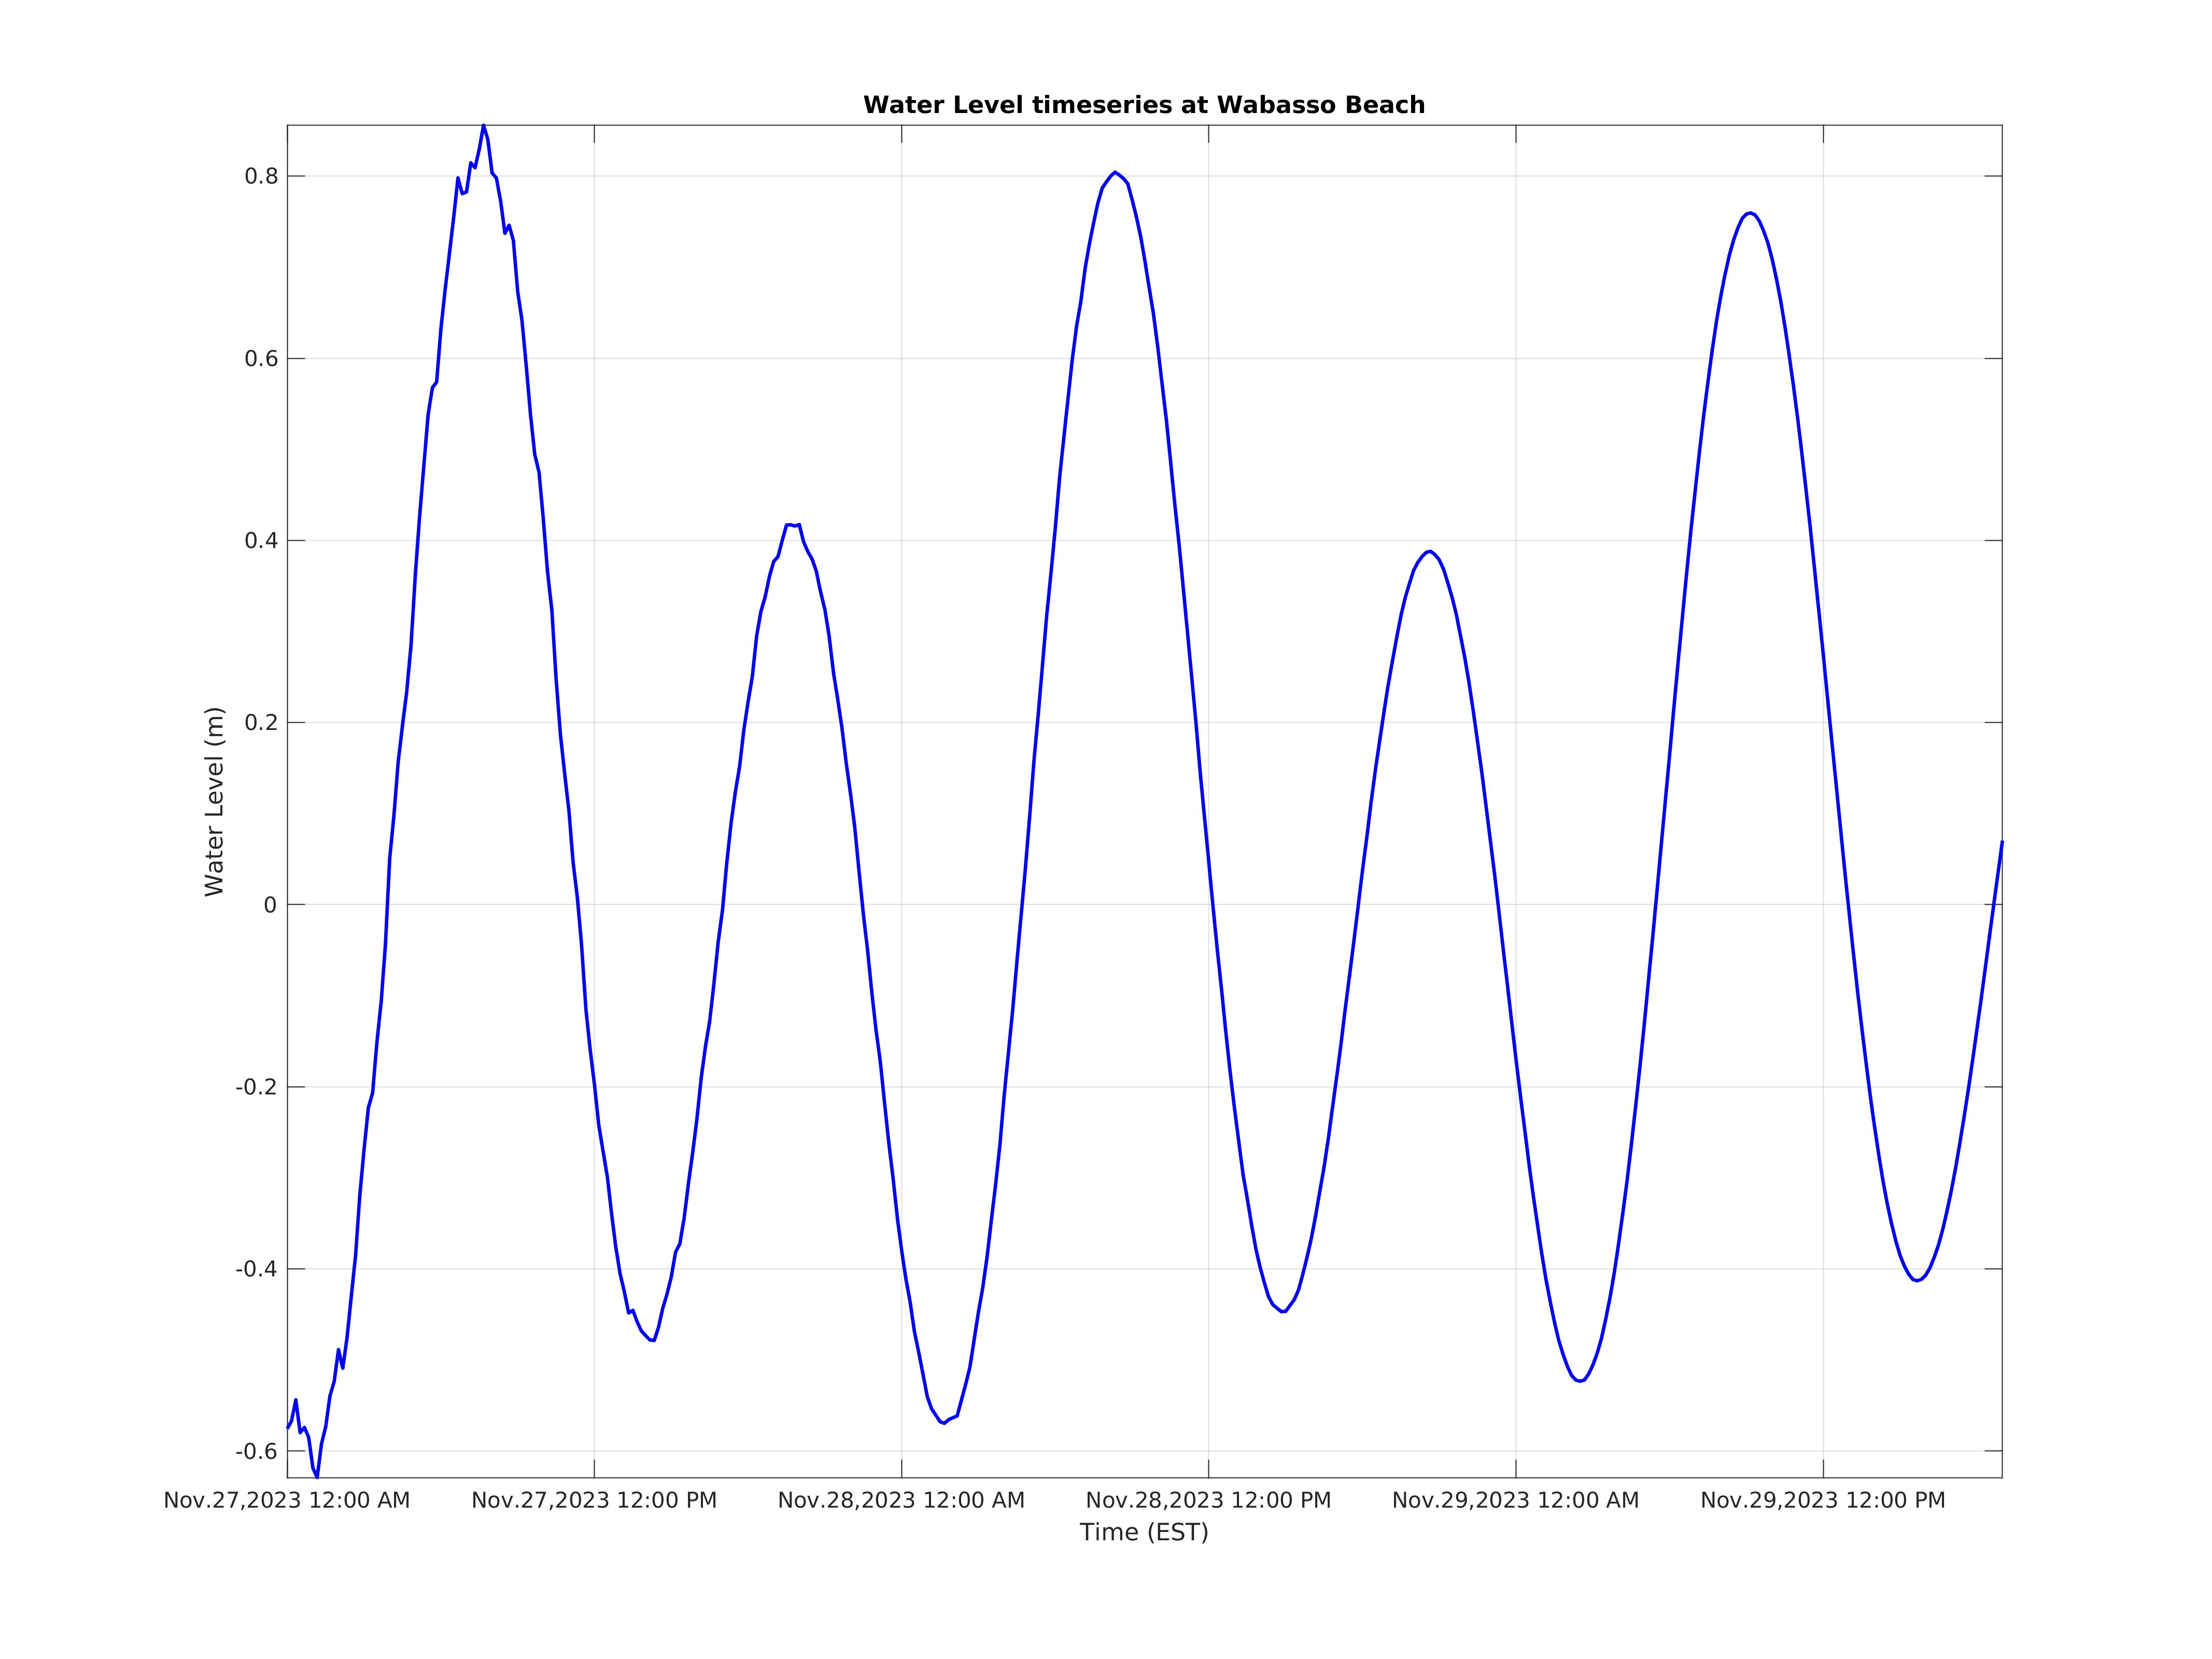 Water Level timeseries at Wabasso Beach
0.8
0.6
0.4
0.2
0
-0.2
-0.4
-0.6
Water Level (m)
Nov.27,2023 12:00 AM Nov.27,2023 12:00 PM Nov.28,2023 12:00 AM Nov.28,2023 12:00 PM Nov.29,2023 12:00 AM Nov.29,2023 12:00 PM
Time (EST)